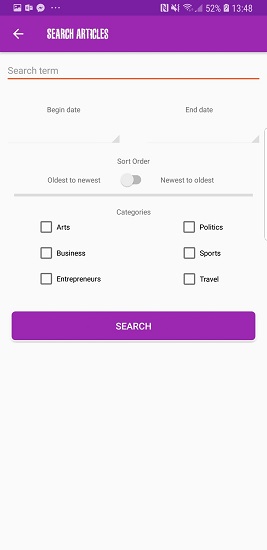 52% 13:48
SEARCH ARTICLES
Search term
Begin date End date
Sort Order
Oldest to newest Newest to oldest
Categories
Arts Politics
Business Sports
Entrepreneurs Travel
SEARCH